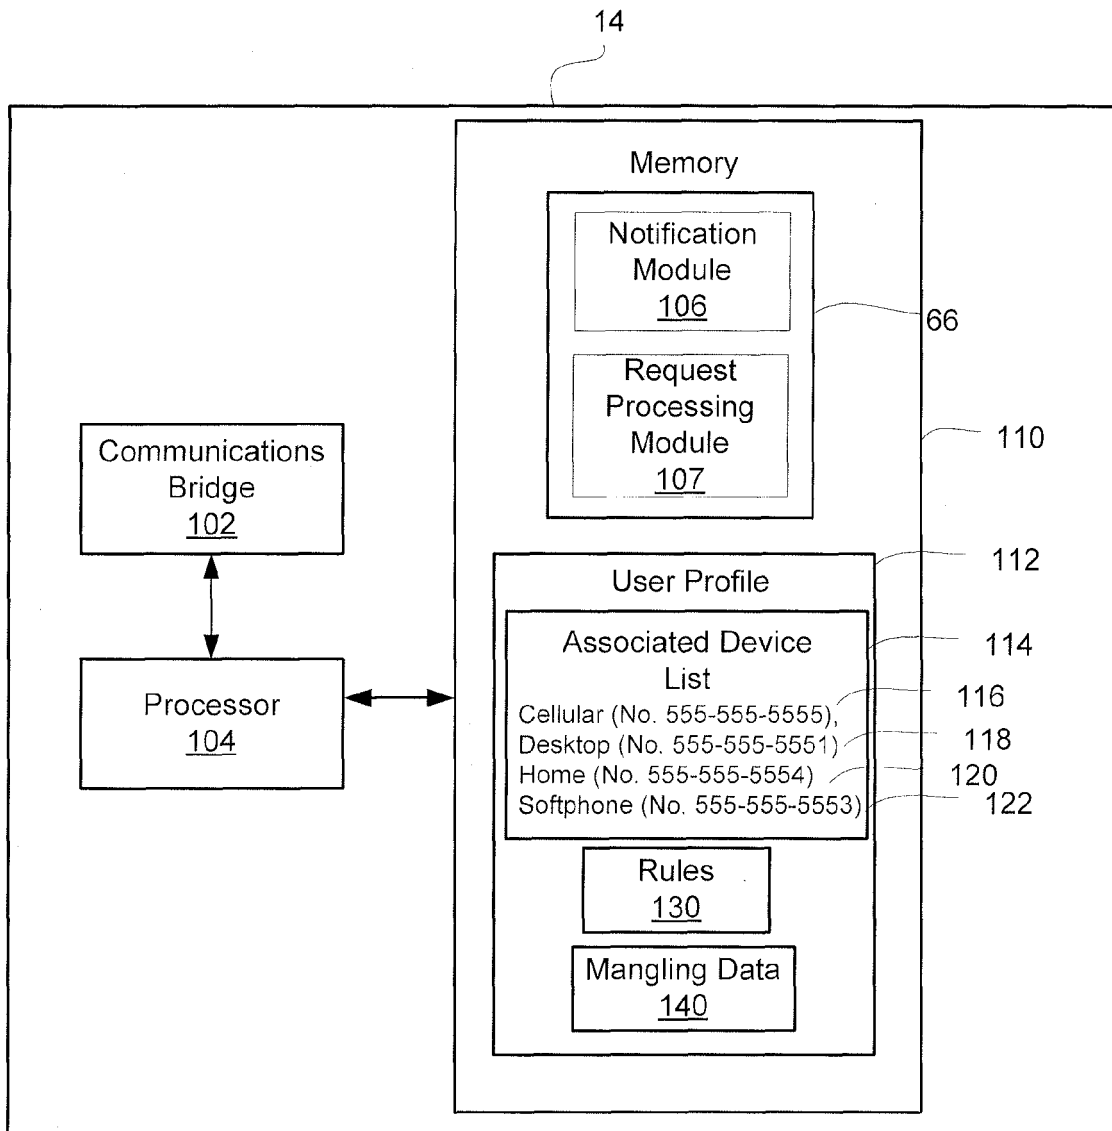 14
Memory
Notification
Module
106
66
Request
Processing
Module
107
110
Communications
Bridge
102
Processor
104
112
User Profile
114
Associated Device
List
116
Cellular (No. 555-555-5555),
118
Desktop (No. 555-555-5551)
120
Home (No. 555-555-5554)
122
Softphone (No. 555-555-5553)
Rules
130
Mangling Data
140